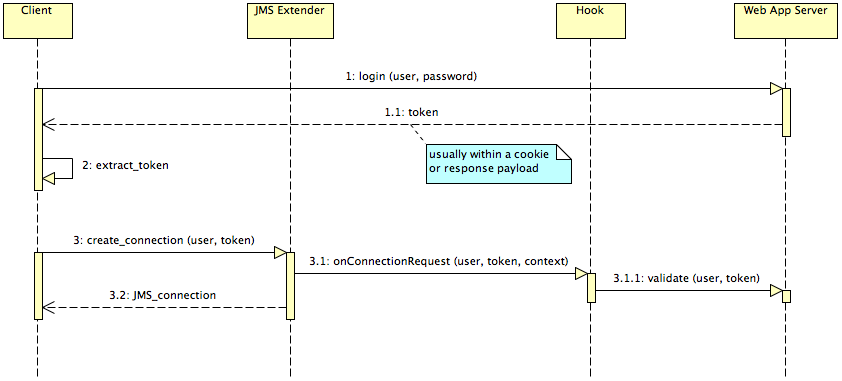 Client
JMS Extender
Hook
Web App Server
1: login (user, password)
1.1: token
usually within a cookie
or response payload
2: extract_token
3: create_connection (user, token)
3.1: onConnectionRequest (user, token, context)
3.1.1: validate (user, token)
3.2: JMS_connection